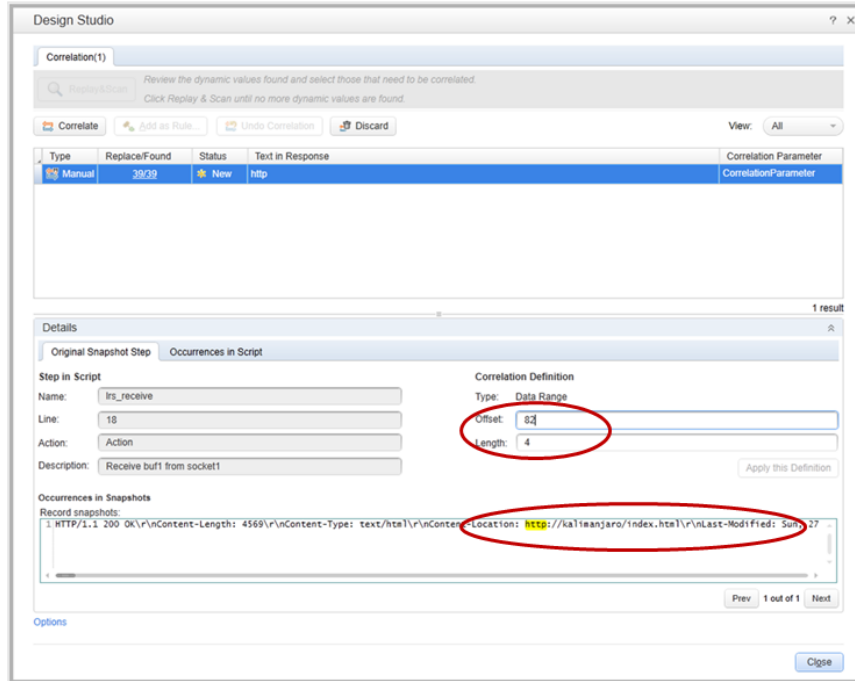 Design Studio ? ×
Correlation(1)
Replay&Scan
Review the dynamic values found and select those that need to be correlated.
Click Replay & Scan until no more dynamic values are found.
Correlate Add as Rule... Undo Correlation Discard View: All
Type Replace/Found Status Text in Response Correlation Parameter
Manual 39/39 New http CorrelationParameter
1 result
Details
Original Snapshot Step Occurrences in Script
Step in Script Correlation Definition
Name: lrs_receive Type: Data Range
Line: 18 Offset: 82
Action: Action Length: 4
Description: Receive buf1 from socket1 Apply this Definition
Occurrences in Snapshots
Record snapshots:
1 HTTP/1.1 200 OK\r\nContent-Length: 4569\r\nContent-Type: text/html\r\nContent-Location: http://kalimanjaro/index.html\r\nLast-Modified: Sun, 27
Prev 1 out of 1 Next
Options
Close